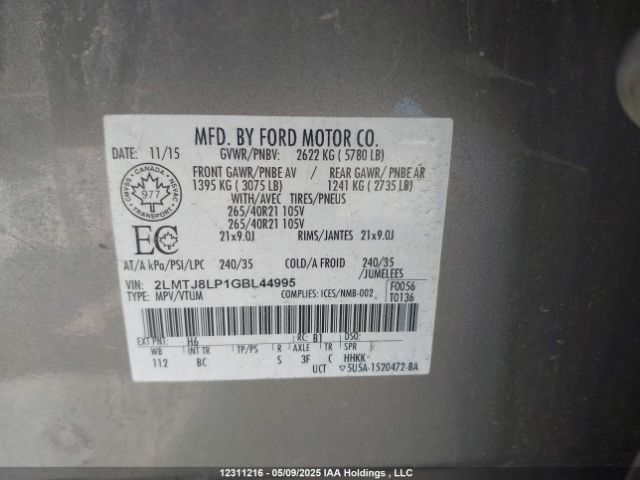 MFD. BY FORD MOTOR CO.
DATE: 11/15 GVWR/PNBV: 2622 KG ( 5780 LB)
FRONT GAWR/PNBE AV / REAR GAWR/ PNBE AR
1395 KG ( 3075 LB) 1241 KG ( 2735 LB)
WITH/AVEC TIRES/PNEUS
265/40R21 105V
265/40R21 105V
21x9.0J RIMS/JANTES 21x9.0J
CANADA
CMVSS NSVAC
977
TRANSPORT
EC
AT/A kPa/PSI/LPC 240/35 COLD/A FROID 240/35
/JUMELEES
VIN: 2LMTJ8LP1GBL44995 F0056
TYPE: MPV/VTUM COMPLIES: ICES/NMB-002 T0136
EXT PNT: H6 RC: B1 DSO:
WB INT TR TP/PS R AXLE TR SPR
112 BC S 3F C HHKK
UCT 5U5A-1520472-BA
12311216 - 05/09/2025 IAA Holdings , LLC